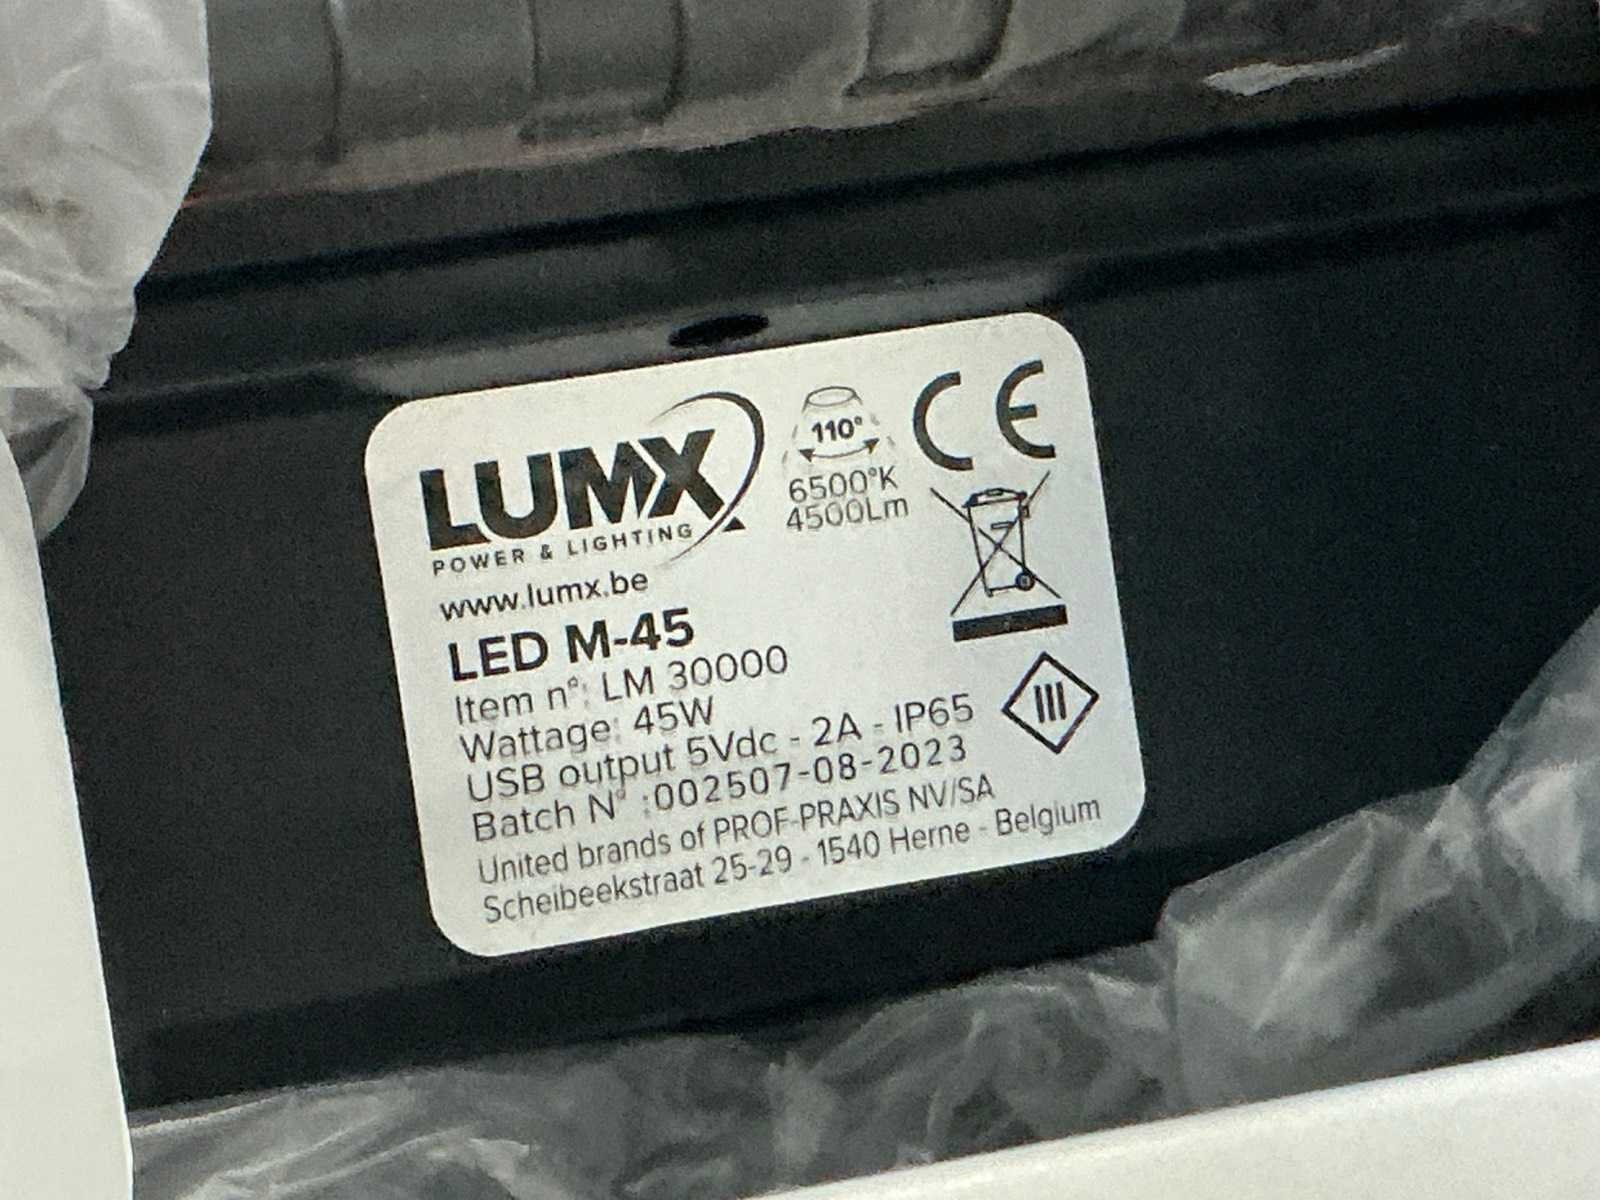 LUMX
POWER & LIGHTING
110°
6500°K
4500Lm
CE
www.lumx.be
LED M-45
Item n°: LM 30000
Wattage: 45W
USB output 5Vdc - 2A - IP65
Batch N° :002507-08-2023
United brands of PROF-PRAXIS NV/SA
Scheibeekstraat 25-29 - 1540 Herne - Belgium
III